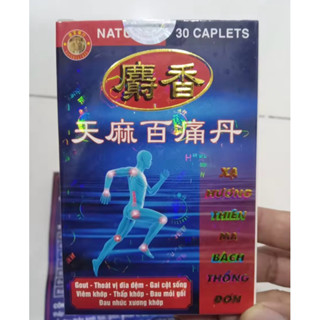 30 CAPLETS
麝香
天麻百痛丹
XẠ
HƯƠNG
THIÊN
MA
BÁCH
THỐNG
ĐƠN
Gout - Thoát vị đĩa đệm - Gai cột sống
Viêm khớp - Thấp khớp - Đau mỏi gối
Đau nhức xương khớp